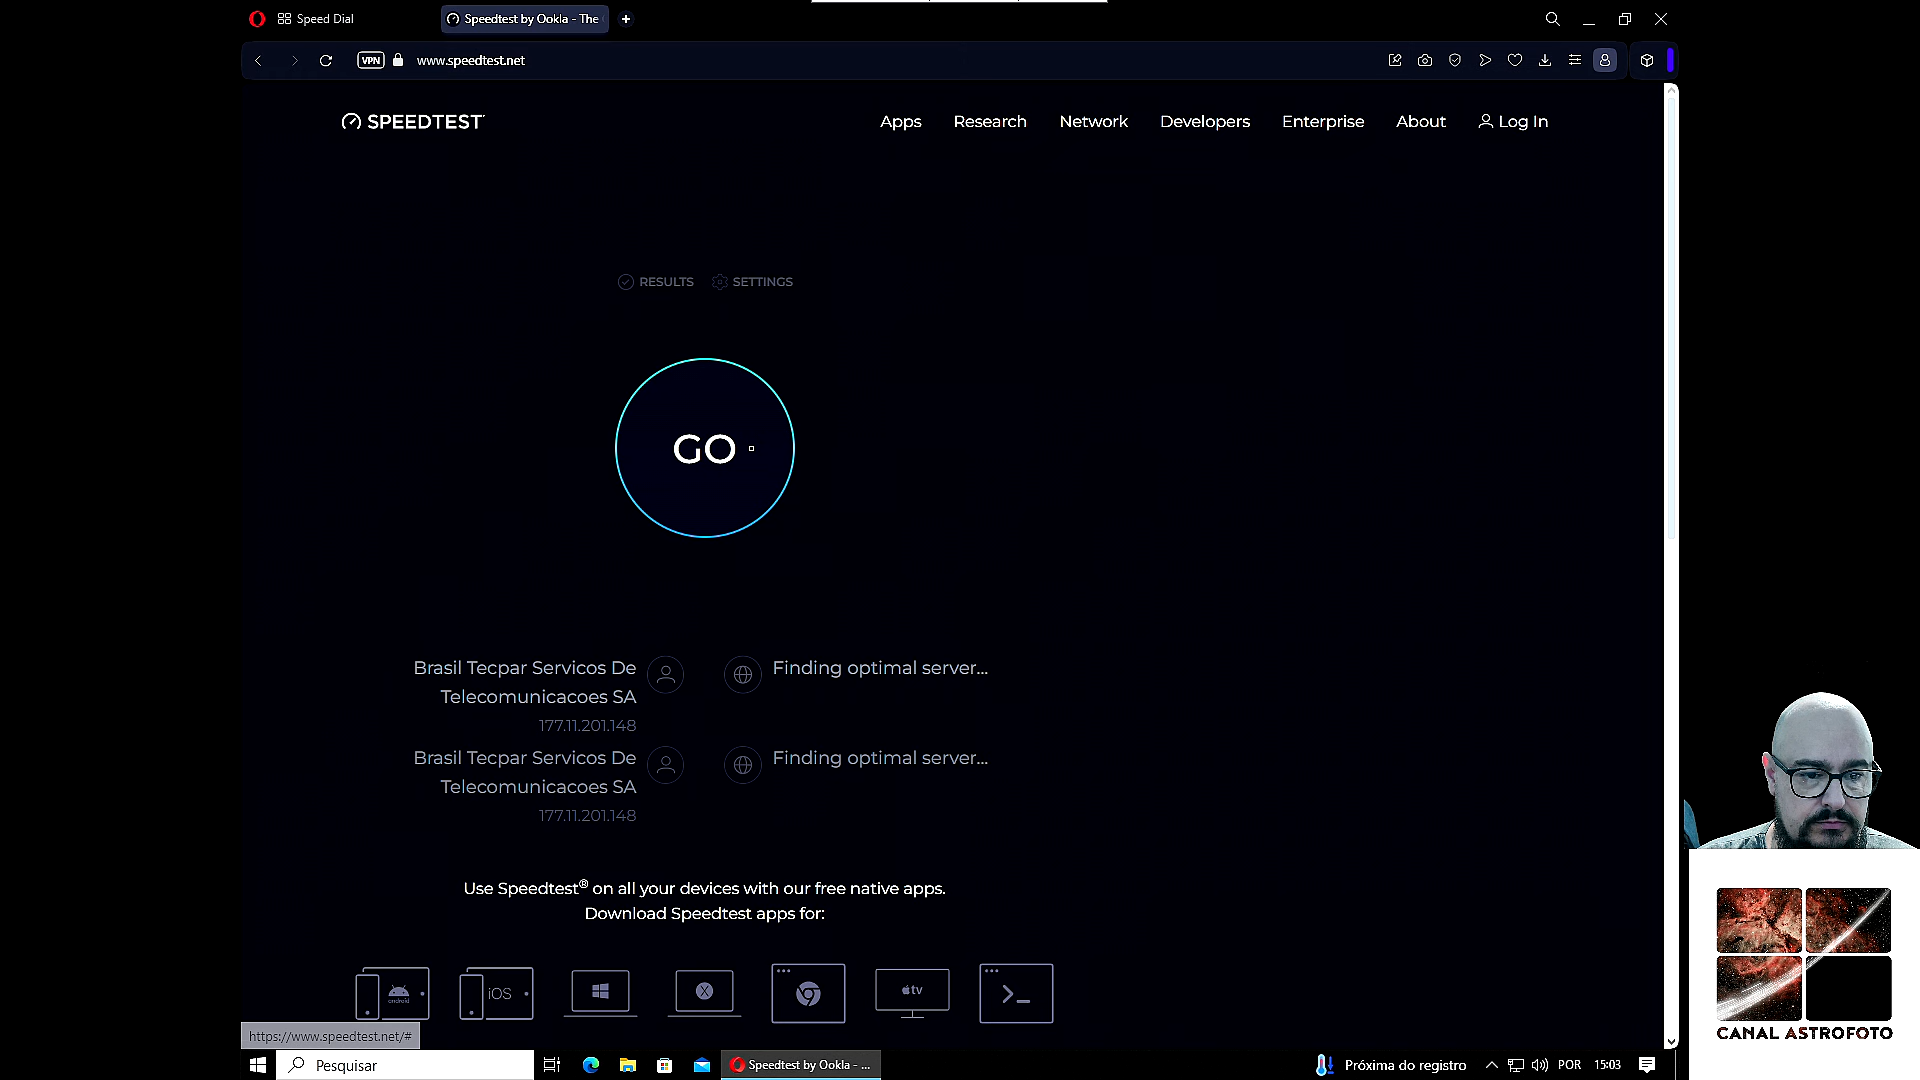 Speed Dial
Speedtest by Ookla - The
VPN
www.speedtest.net
SPEEDTEST
Apps
Research
Network
Developers
Enterprise
About
Log In
RESULTS
SETTINGS
GO
Brasil Tecpar Servicos De
Telecomunicacoes SA
177.11.201.148
Finding optimal server...
Brasil Tecpar Servicos De
Telecomunicacoes SA
177.11.201.148
Finding optimal server...
Use Speedtest® on all your devices with our free native apps.
Download Speedtest apps for:
android
iOS
tv
https://www.speedtest.net/#
CANAL ASTROFOTO
Pesquisar
Speedtest by Ookla - ...
Próxima do registro
POR
15:03